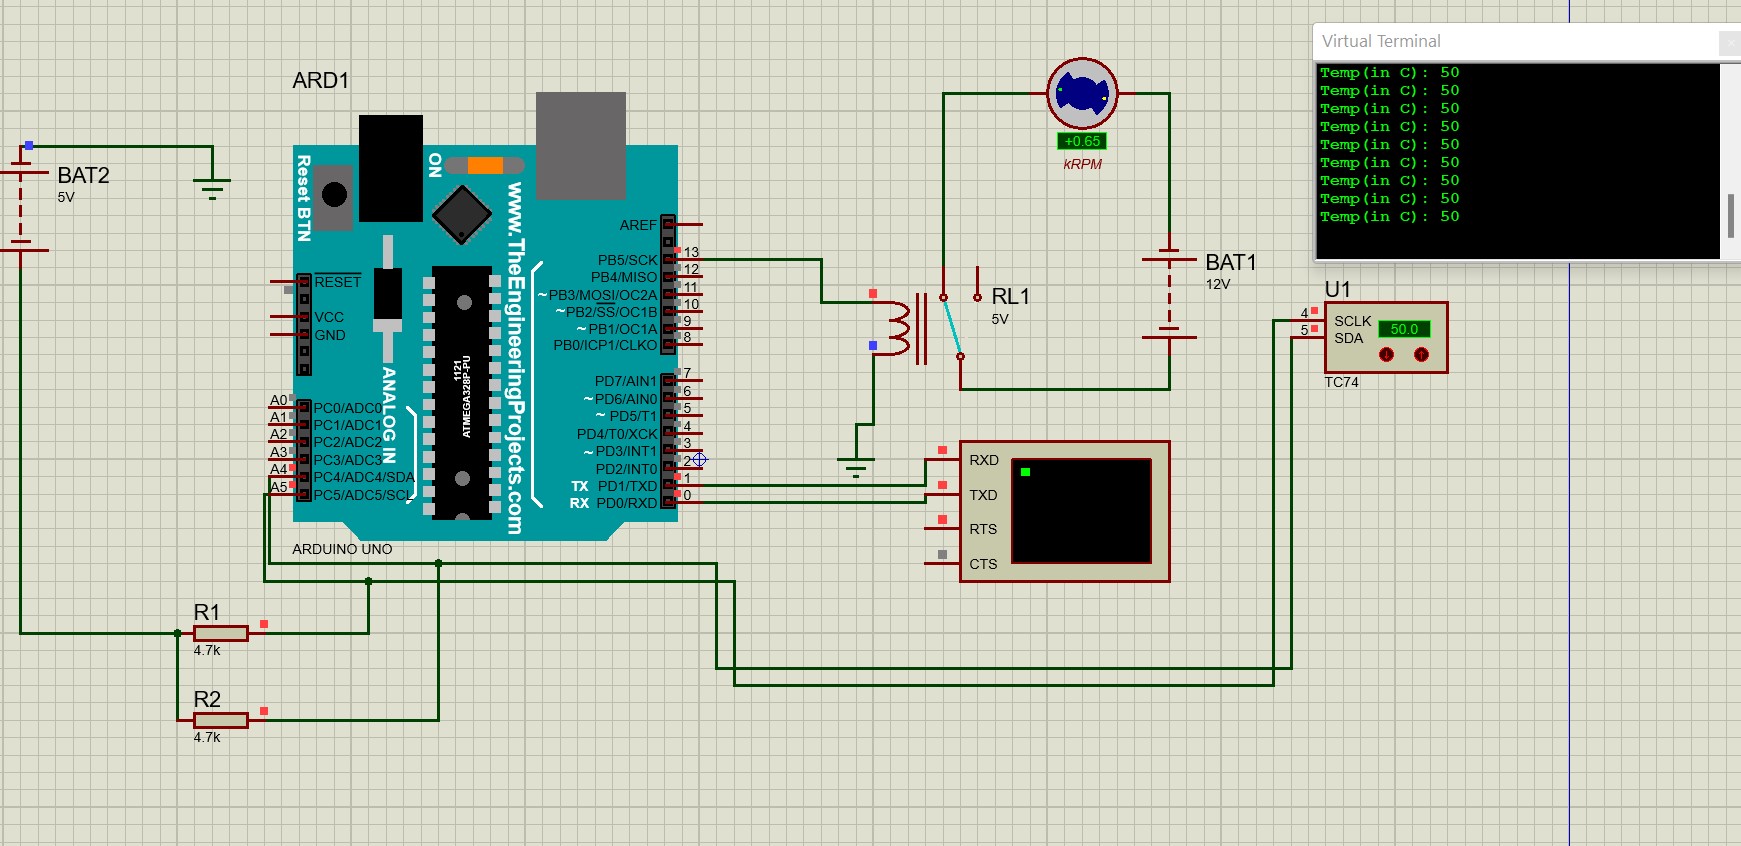 Virtual Terminal
Temp(in C): 50
Temp(in C): 50
Temp(in C): 50
Temp(in C): 50
Temp(in C): 50
Temp(in C): 50
Temp(in C): 50
Temp(in C): 50
Temp(in C): 50
ARD1
BAT2
5V
Reset BTN
ON
www.TheEngineeringProjects.com
1121
ATMEGA328P-PU
ANALOG IN
RESET
VCC
GND
A0 PC0/ADC0
A1 PC1/ADC1
A2 PC2/ADC2
A3 PC3/ADC3
A4 PC4/ADC4/SDA
A5 PC5/ADC5/SCL
AREF
PB5/SCK 13
PB4/MISO 12
~PB3/MOSI/OC2A 11
~PB2/SS/OC1B 10
~PB1/OC1A 9
PB0/ICP1/CLKO 8
PD7/AIN1 7
~PD6/AIN0 6
~PD5/T1 5
PD4/T0/XCK 4
~PD3/INT1 3
PD2/INT0 2
TX PD1/TXD 1
RX PD0/RXD 0
ARDUINO UNO
+0.65
kRPM
RL1
5V
BAT1
12V
U1
4 SCLK
5 SDA
50.0
TC74
RXD
TXD
RTS
CTS
R1
4.7k
R2
4.7k